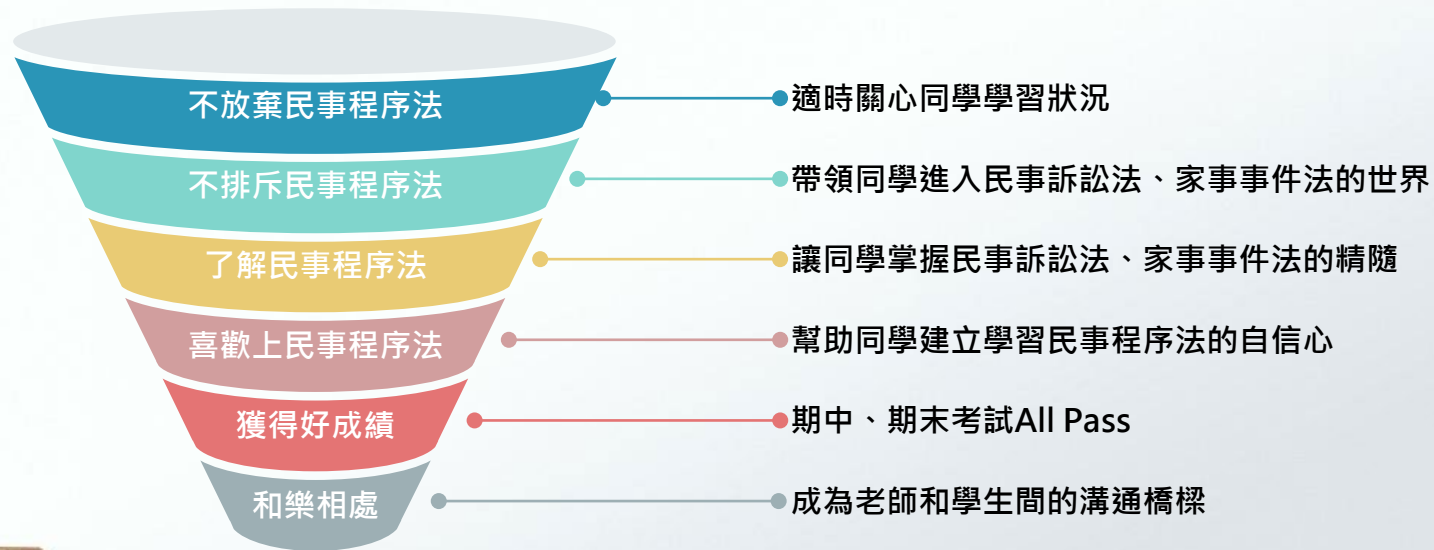 不放棄民事程序法
適時關心同學學習狀況
不排斥民事程序法
帶領同學進入民事訴訟法、家事事件法的世界
了解民事程序法
讓同學掌握民事訴訟法、家事事件法的精隨
喜歡上民事程序法
幫助同學建立學習民事程序法的自信心
獲得好成績
期中、期末考試All Pass
和樂相處
成為老師和學生間的溝通橋樑